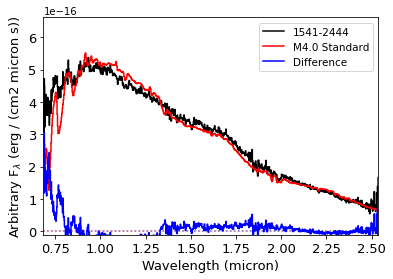 1e−16
1541-2444
M4.0 Standard
Difference
Arbitrary Fλ (erg / (cm2 micron s))
6
5
4
3
2
1
0
0.75 1.00 1.25 1.50 1.75 2.00 2.25 2.50
Wavelength (micron)